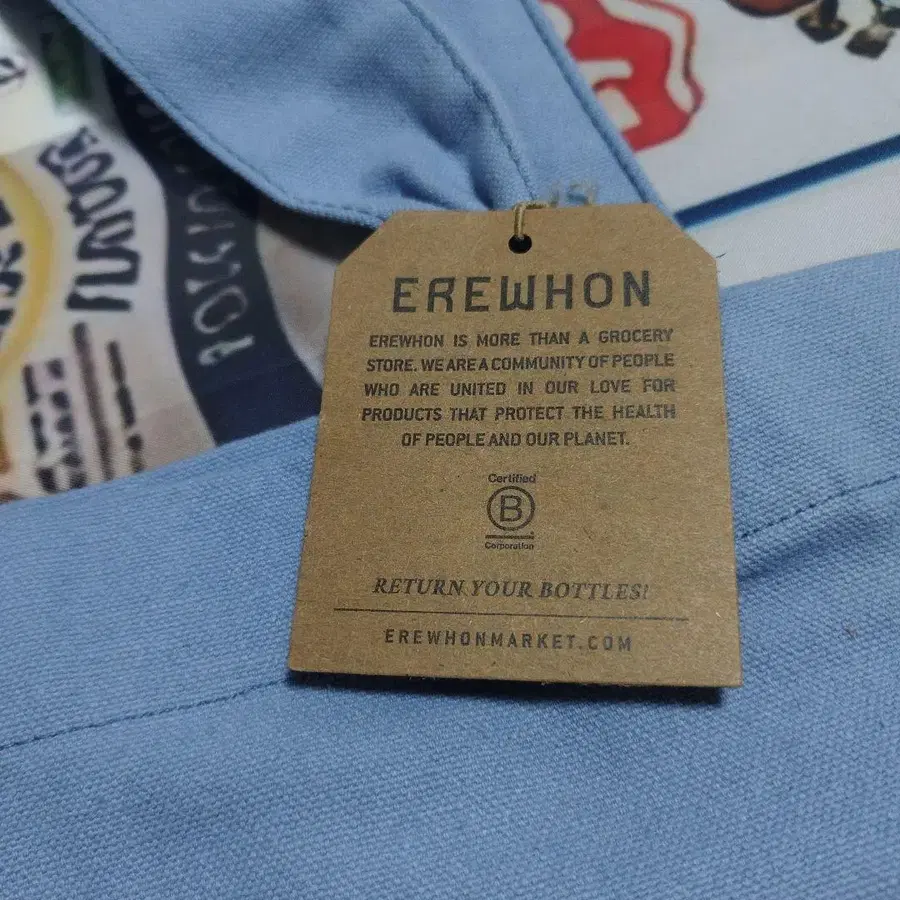 FLAVOUR
EREWHON
EREWHON IS MORE THAN A GROCERY
STORE. WE ARE A COMMUNITY OF PEOPLE
WHO ARE UNITED IN OUR LOVE FOR
PRODUCTS THAT PROTECT THE HEALTH
OF PEOPLE AND OUR PLANET.
Certified
B
Corporation
RETURN YOUR BOTTLES!
EREWHONMARKET.COM